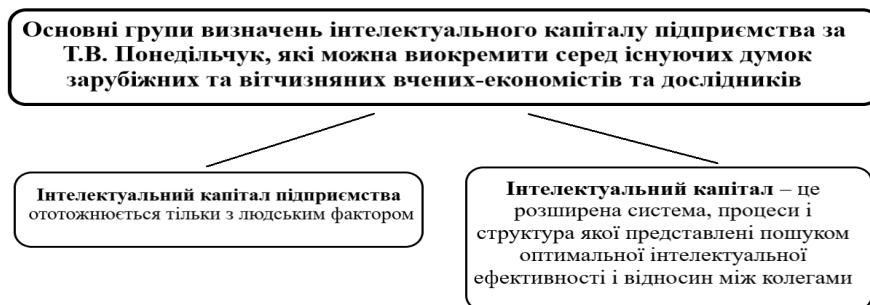 Основні групи визначень інтелектуального капіталу підприємства за
Т.В. Понедільчук, які можна виокремити серед існуючих думок
зарубіжних та вітчизняних вчених-економістів та дослідників
Інтелектуальний капітал підприємства
ототожнюється тільки з людським фактором
Інтелектуальний капітал – це
розширена система, процеси і
структура якої представлені пошуком
оптимальної інтелектуальної
ефективності і відносин між колегами